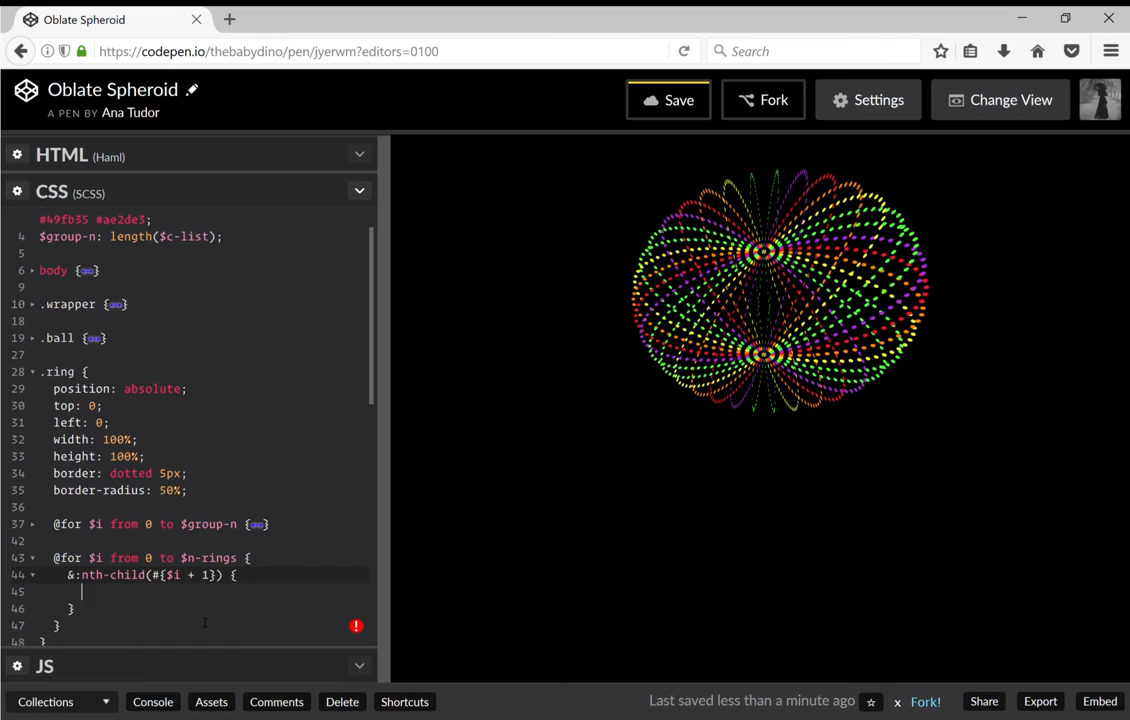 Oblate Spheroid
https://codepen.io/thebabydino/pen/jyerwm?editors=0100
Search
Oblate Spheroid
A PEN BY Ana Tudor
Save
Fork
Settings
Change View
HTML (Haml)
CSS (SCSS)
#49fb35 #ae2de3;
4 $group-n: length($c-list);
5
6 body {
9
10 .wrapper {
18
19 .ball {
27
28 .ring {
29 position: absolute;
30 top: 0;
31 left: 0;
32 width: 100%;
33 height: 100%;
34 border: dotted 5px;
35 border-radius: 50%;
36
37 @for $i from 0 to $group-n {
42
43 @for $i from 0 to $n-rings {
44 &:nth-child(#{$i + 1}) {
45
46 }
47 }
48 }
JS
Collections
Console
Assets
Comments
Delete
Shortcuts
Last saved less than a minute ago
x Fork!
Share
Export
Embed